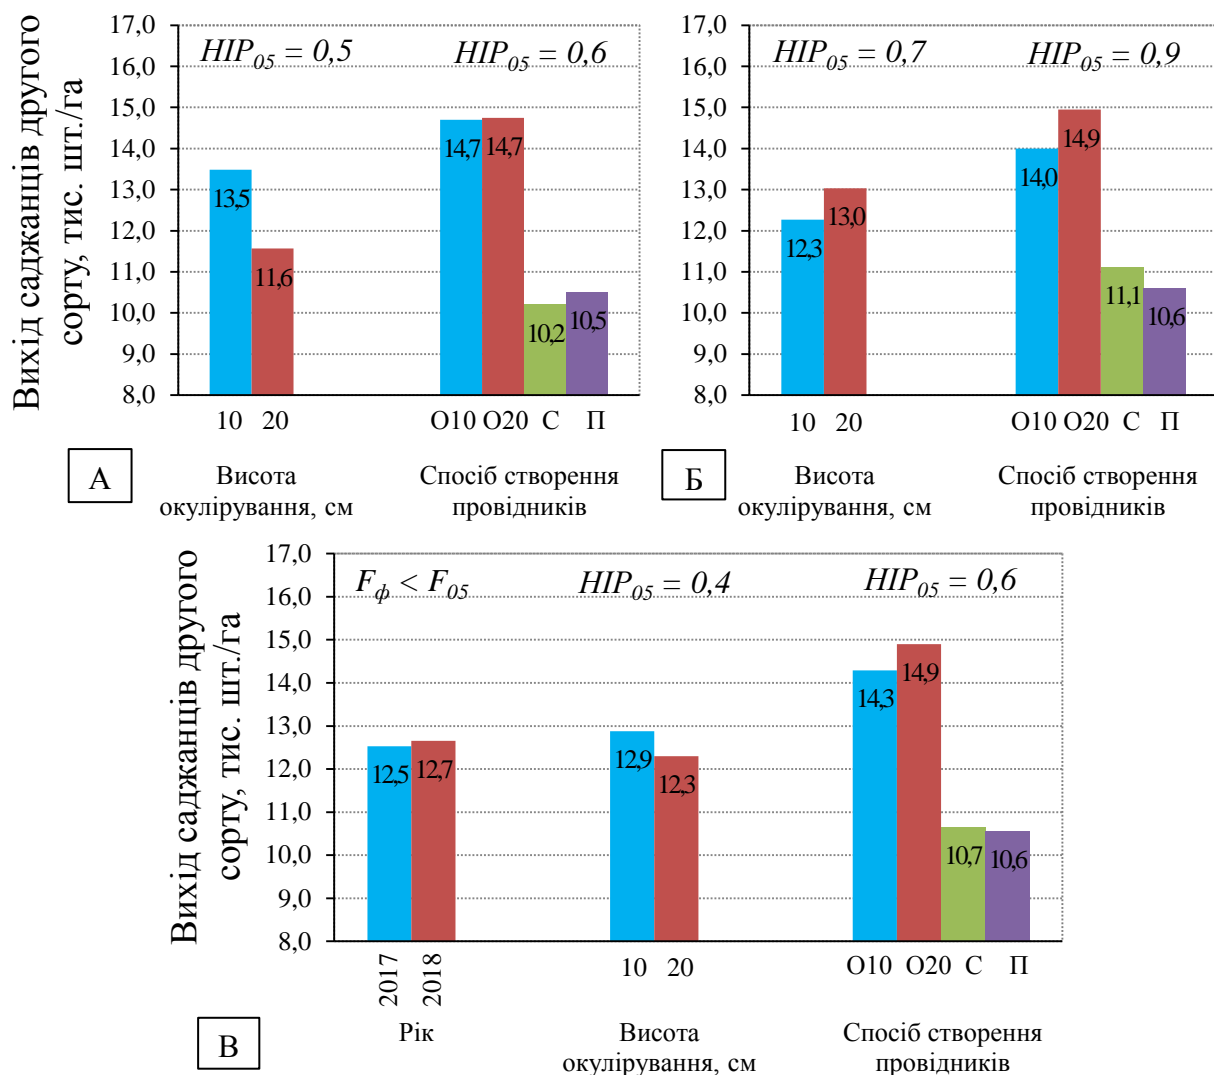 Вихід саджанців другого
сорту, тис. шт./га
17,0
16,0
15,0
14,0
13,0
12,0
11,0
10,0
9,0
8,0
НІР05 = 0,5
НІР05 = 0,6
13,5
11,6
14,7
14,7
10,2
10,5
10 20
О10 О20 С П
А
Висота
окулірування, см
Спосіб створення
провідників
17,0
16,0
15,0
14,0
13,0
12,0
11,0
10,0
9,0
8,0
НІР05 = 0,7
НІР05 = 0,9
12,3
13,0
14,0
14,9
11,1
10,6
10 20
О10 О20 С П
Б
Висота
окулірування, см
Спосіб створення
провідників
Вихід саджанців другого
сорту, тис. шт./га
17,0
16,0
15,0
14,0
13,0
12,0
11,0
10,0
9,0
8,0
Fф < F05
НІР05 = 0,4
НІР05 = 0,6
12,5
12,7
12,9
12,3
14,3
14,9
10,7
10,6
2017
2018
10 20
О10 О20 С П
В
Рік
Висота
окулірування, см
Спосіб створення
провідників